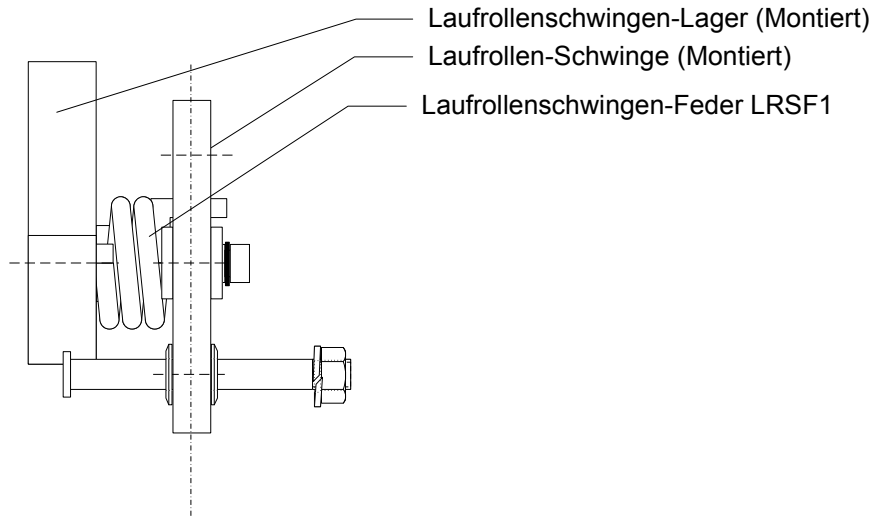 Laufrollenschwingen-Lager (Montiert)
Laufrollen-Schwinge (Montiert)
Laufrollenschwingen-Feder LRSF1